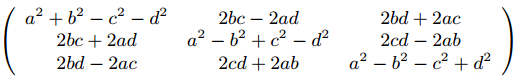 a² + b² − c² − d² 2bc − 2ad 2bd + 2ac
2bc + 2ad a² − b² + c² − d² 2cd − 2ab
2bd − 2ac 2cd + 2ab a² − b² − c² + d²